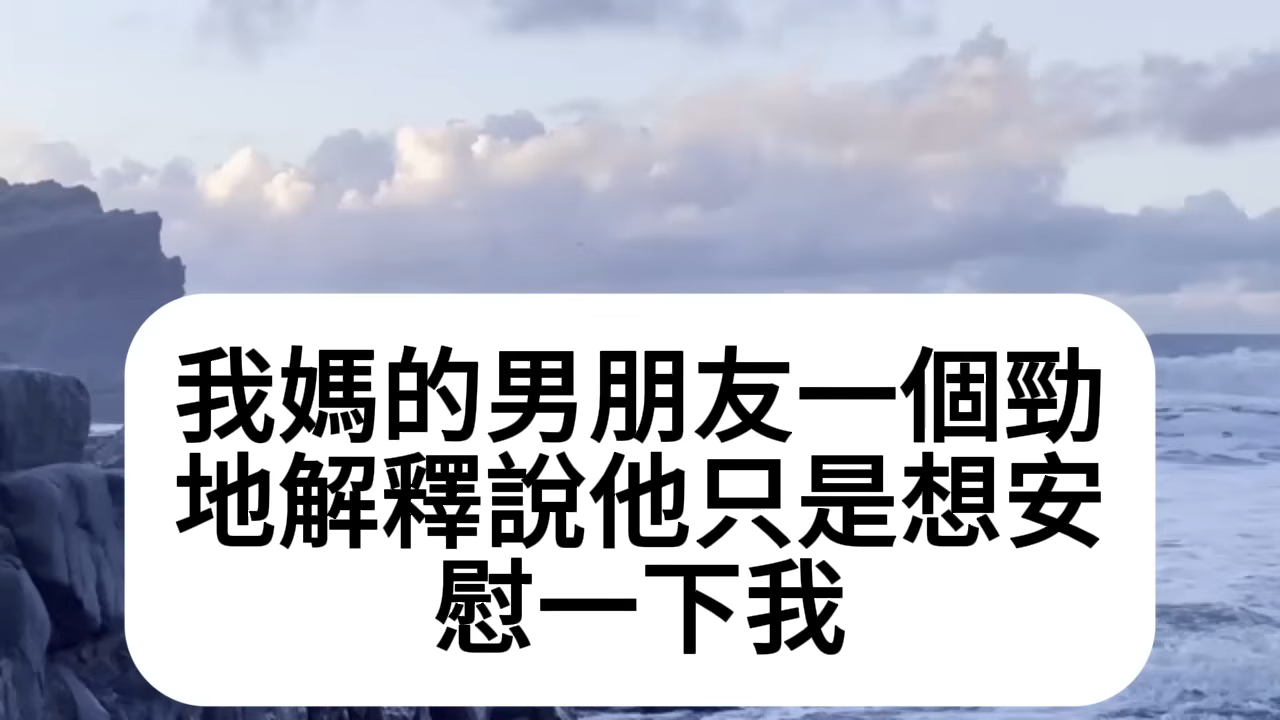 我媽的男朋友一個勁
地解釋說他只是想安
慰一下我